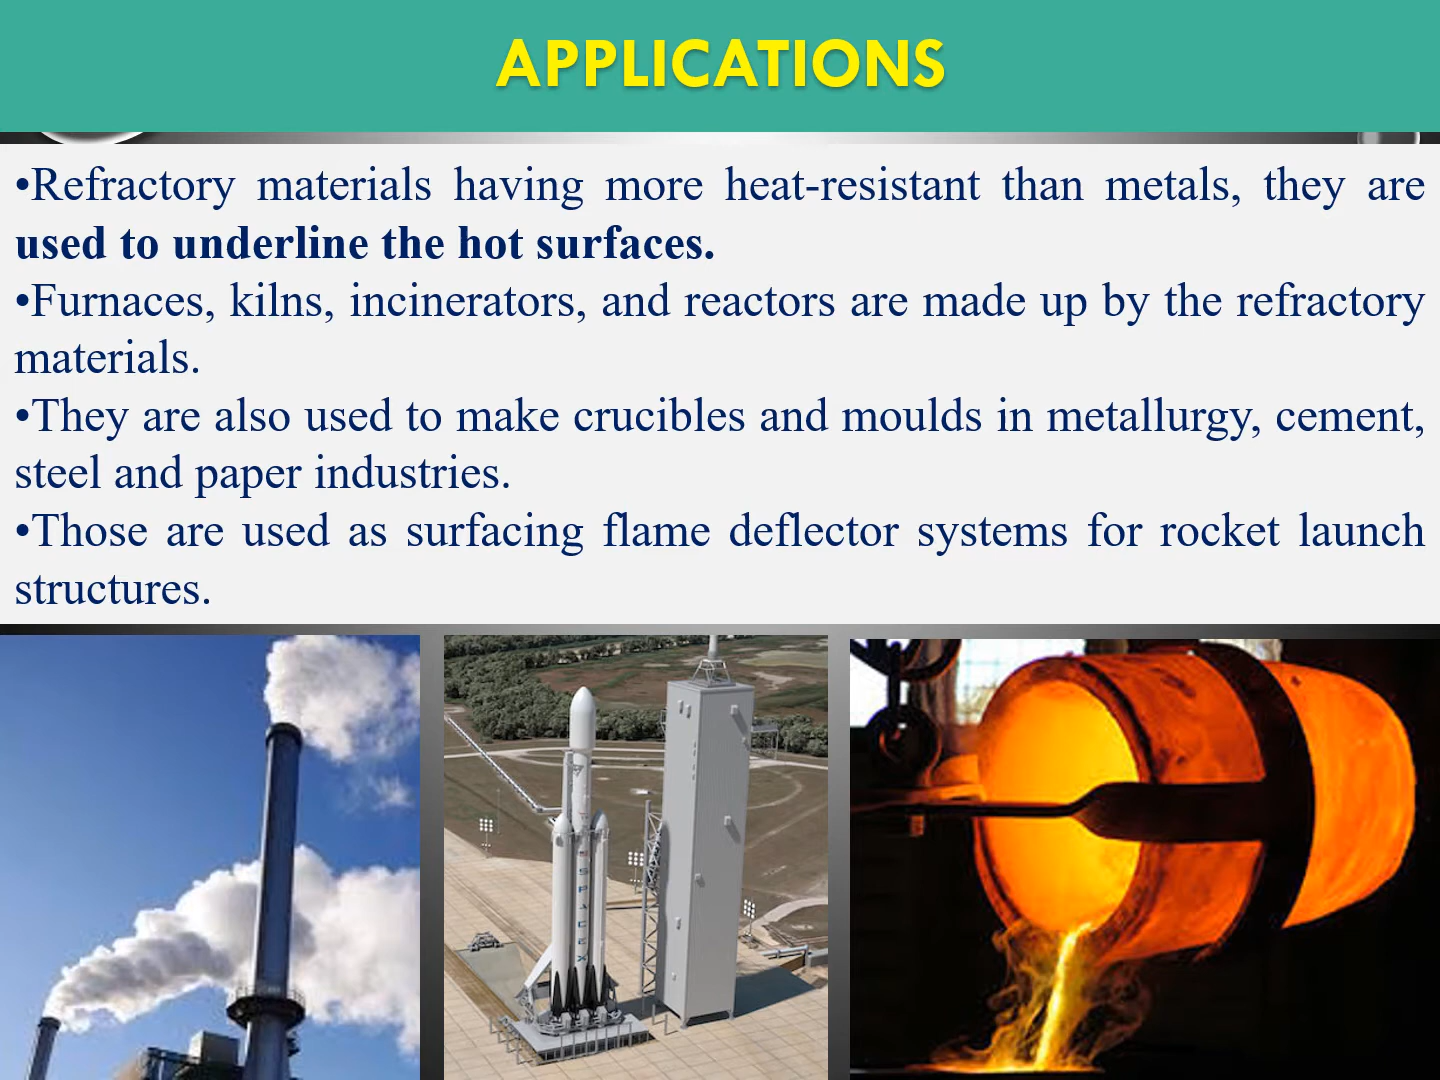 APPLICATIONS
•Refractory materials having more heat-resistant than metals, they are
used to underline the hot surfaces.
•Furnaces, kilns, incinerators, and reactors are made up by the refractory
materials.
•They are also used to make crucibles and moulds in metallurgy, cement,
steel and paper industries.
•Those are used as surfacing flame deflector systems for rocket launch
structures.
SPACEX